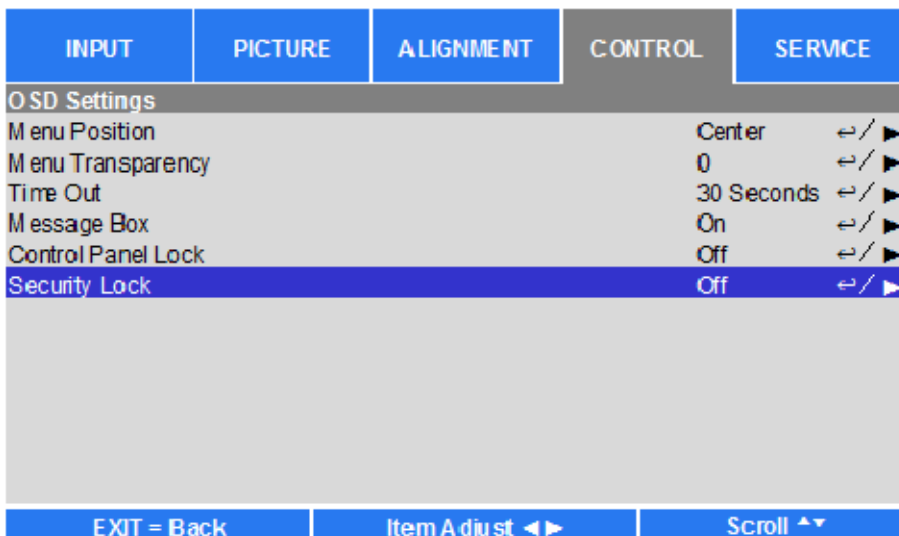 INPUT PICTURE ALIGNMENT CONTROL SERVICE
OSD Settings
Menu Position Center ↩/▶
Menu Transparency 0 ↩/▶
Time Out 30 Seconds ↩/▶
Message Box On ↩/▶
Control Panel Lock Off ↩/▶
Security Lock Off ↩/▶
EXIT = Back Item Adjust ◀▶ Scroll ▲▼